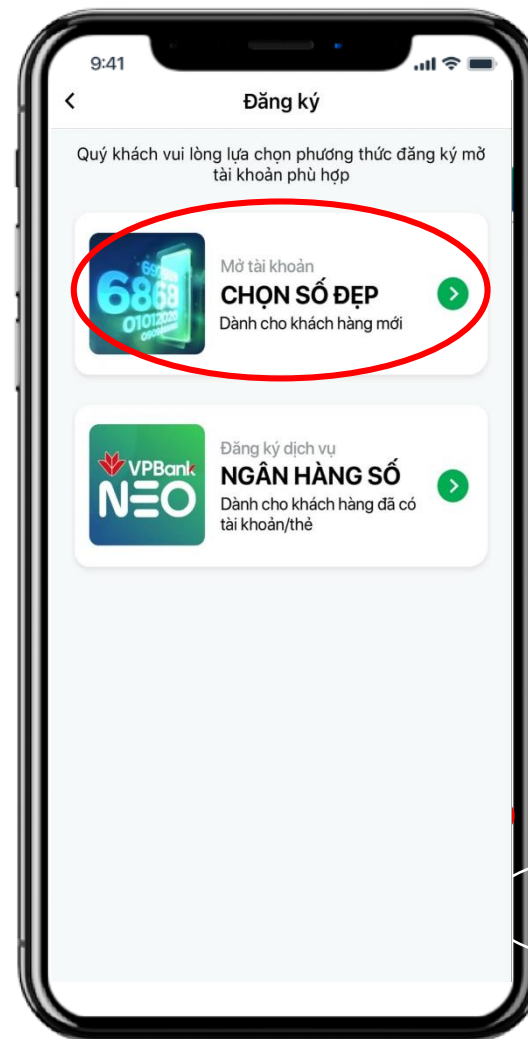 9:41
Đăng ký
Quý khách vui lòng lựa chọn phương thức đăng ký mở
tài khoản phù hợp
6868
01012020
Mở tài khoản
CHỌN SỐ ĐẸP
Dành cho khách hàng mới
VPBank
NEO
Đăng ký dịch vụ
NGÂN HÀNG SỐ
Dành cho khách hàng đã có
tài khoản/thẻ